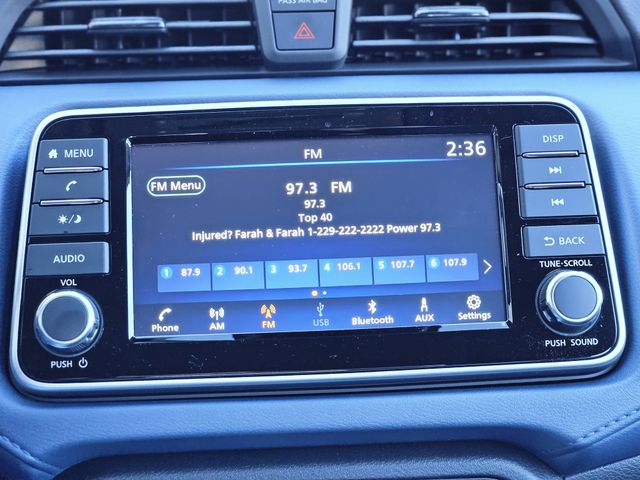 PASS AIR BAG
MENU
DISP
FM
2:36
FM Menu
97.3 FM
97.3
Top 40
Injured? Farah & Farah 1-229-222-2222 Power 97.3
AUDIO
BACK
VOL
TUNE·SCROLL
1 87.9 2 90.1 3 93.7 4 106.1 5 107.7 6 107.9
Phone AM FM USB Bluetooth AUX Settings
PUSH
PUSH SOUND